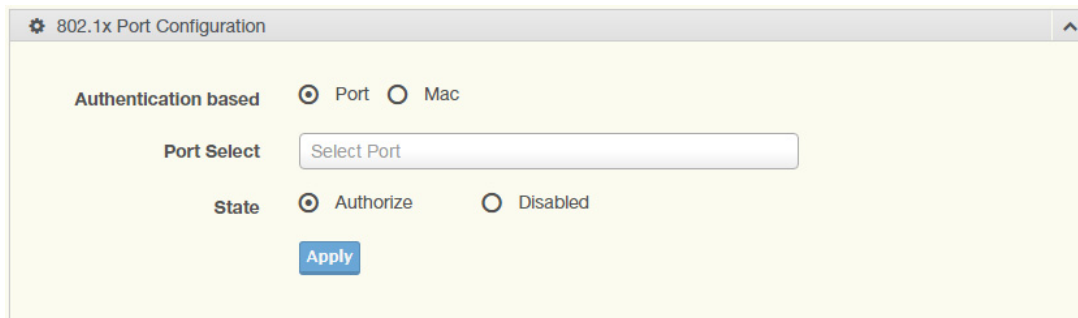 802.1x Port Configuration
Authentication based Port Mac
Port Select Select Port
State Authorize Disabled
Apply